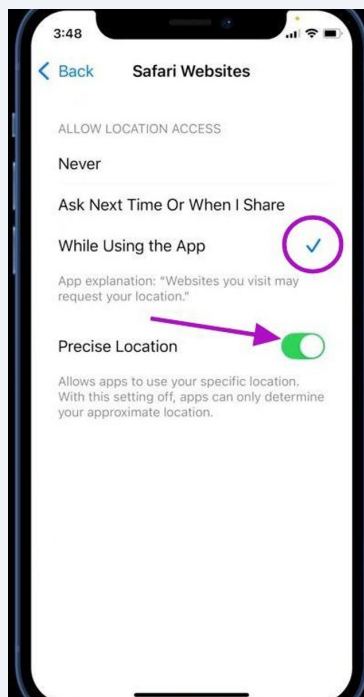 3:48
Back Safari Websites
ALLOW LOCATION ACCESS
Never
Ask Next Time Or When I Share
While Using the App
App explanation: “Websites you visit may
request your location.”
Precise Location
Allows apps to use your specific location.
With this setting off, apps can only determine
your approximate location.